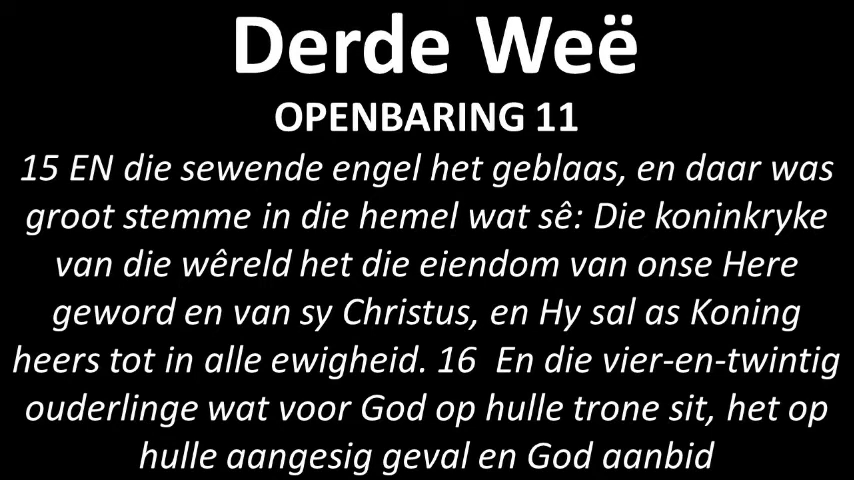 Derde Weë
OPENBARING 11
15 EN die sewende engel het geblaas, en daar was
groot stemme in die hemel wat sê: Die koninkryke
van die wêreld het die eiendom van onse Here
geword en van sy Christus, en Hy sal as Koning
heers tot in alle ewigheid. 16 En die vier-en-twintig
ouderlinge wat voor God op hulle trone sit, het op
hulle aangesig geval en God aanbid